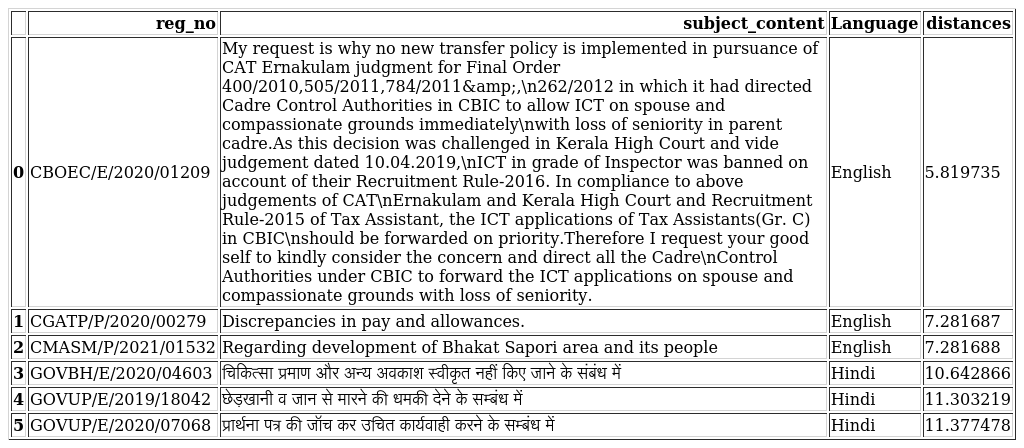 reg_no subject_content Language distances
My request is why no new transfer policy is implemented in pursuance of
CAT Ernakulam judgment for Final Order
400/2010,505/2011,784/2011&amp;,\n262/2012 in which it had directed
Cadre Control Authorities in CBIC to allow ICT on spouse and
compassionate grounds immediately\nwith loss of seniority in parent
cadre.As this decision was challenged in Kerala High Court and vide
judgement dated 10.04.2019,\nICT in grade of Inspector was banned on
0 CBOEC/E/2020/01209 account of their Recruitment Rule-2016. In compliance to above English 5.819735
judgements of CAT\nErnakulam and Kerala High Court and Recruitment
Rule-2015 of Tax Assistant, the ICT applications of Tax Assistants(Gr. C)
in CBIC\nshould be forwarded on priority.Therefore I request your good
self to kindly consider the concern and direct all the Cadre\nControl
Authorities under CBIC to forward the ICT applications on spouse and
compassionate grounds with loss of seniority.
1 CGATP/P/2020/00279 Discrepancies in pay and allowances. English 7.281687
2 CMASM/P/2021/01532 Regarding development of Bhakat Sapori area and its people English 7.281688
3 GOVBH/E/2020/04603 चिकित्सा प्रमाण और अन्य अवकाश स्वीकृत नहीं किए जाने के संबंध में Hindi 10.642866
4 GOVUP/E/2019/18042 छेड़खानी व जान से मारने की धमकी देने के सम्बंध में Hindi 11.303219
5 GOVUP/E/2020/07068 प्रार्थना पत्र की जॉच कर उचित कार्यवाही करने के सम्बंध में Hindi 11.377478